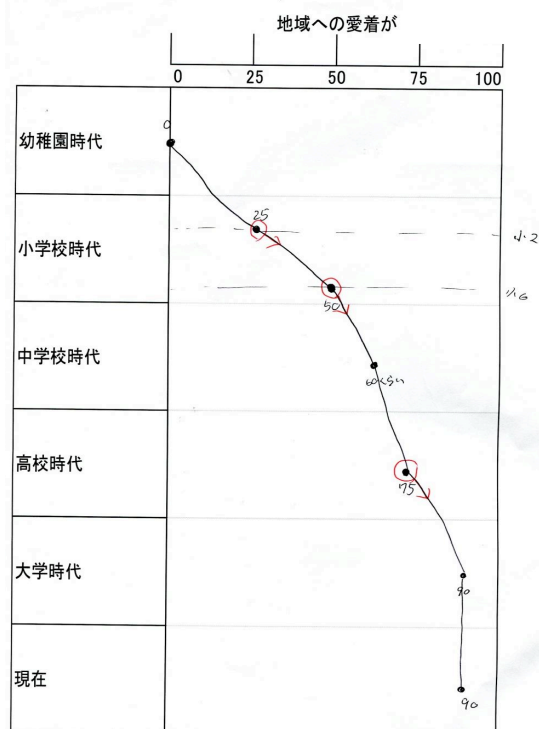 地域への愛着が
0 25 50 75 100
幼稚園時代
0
25
小学校時代
小2
小6
50
中学校時代
60くらい
高校時代
75
大学時代
90
現在
90